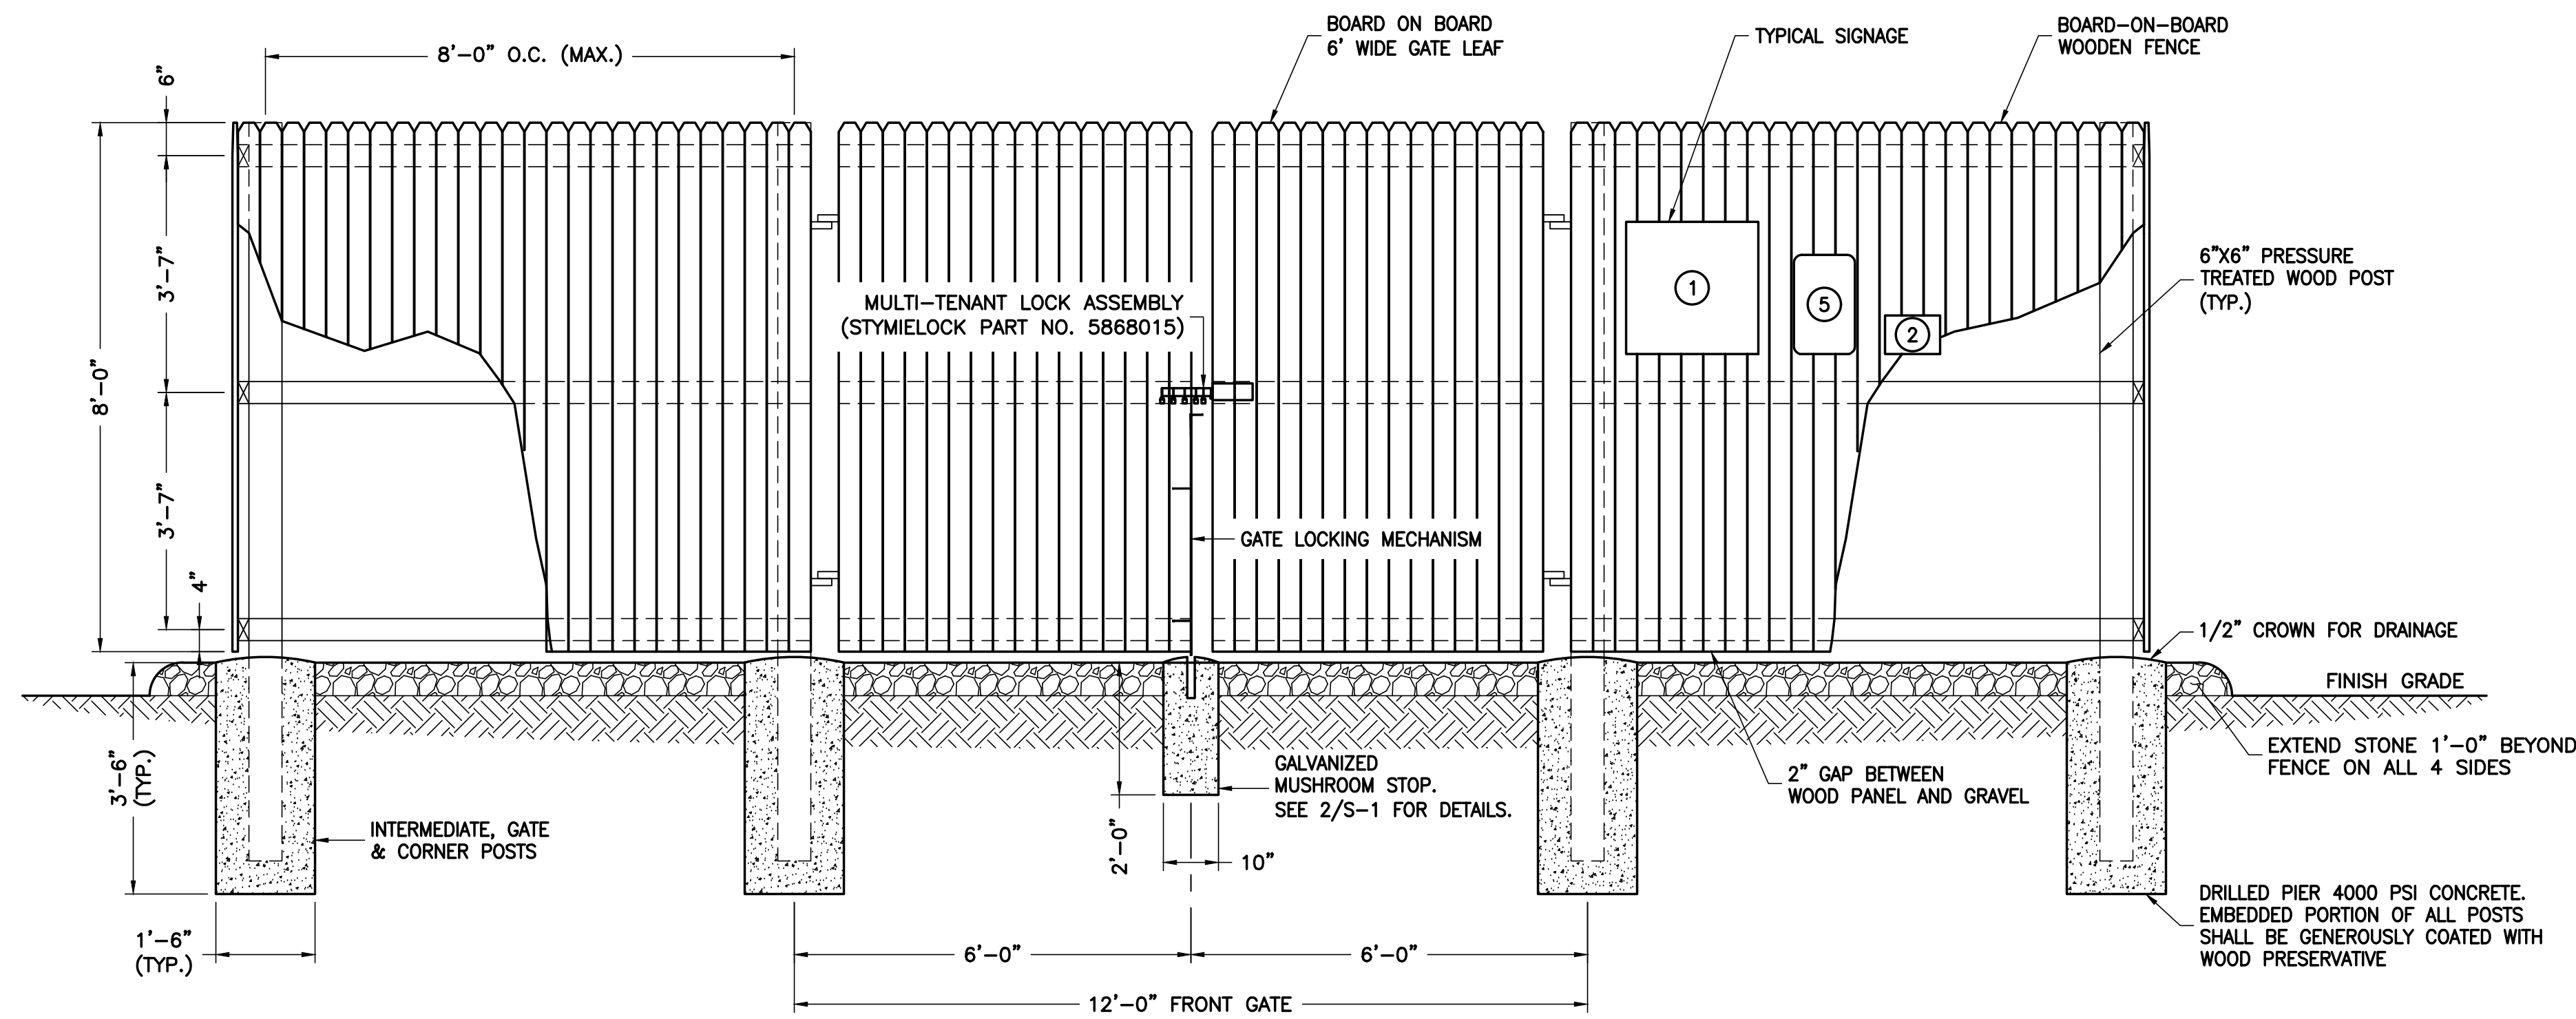 BOARD ON BOARD
6' WIDE GATE LEAF
TYPICAL SIGNAGE
BOARD-ON-BOARD
WOODEN FENCE
8'-0" O.C. (MAX.)
6"
3'-7"
8'-0"
3'-7"
4"
MULTI-TENANT LOCK ASSEMBLY
(STYMIELOCK PART NO. 5868015)
1
5
2
6"X6" PRESSURE
TREATED WOOD POST
(TYP.)
GATE LOCKING MECHANISM
1/2" CROWN FOR DRAINAGE
FINISH GRADE
EXTEND STONE 1'-0" BEYOND
FENCE ON ALL 4 SIDES
3'-6"
(TYP.)
INTERMEDIATE, GATE
& CORNER POSTS
2'-0"
10"
GALVANIZED
MUSHROOM STOP.
SEE 2/S-1 FOR DETAILS.
2" GAP BETWEEN
WOOD PANEL AND GRAVEL
DRILLED PIER 4000 PSI CONCRETE.
EMBEDDED PORTION OF ALL POSTS
SHALL BE GENEROUSLY COATED WITH
WOOD PRESERVATIVE
1'-6"
(TYP.)
6'-0"
6'-0"
12'-0" FRONT GATE